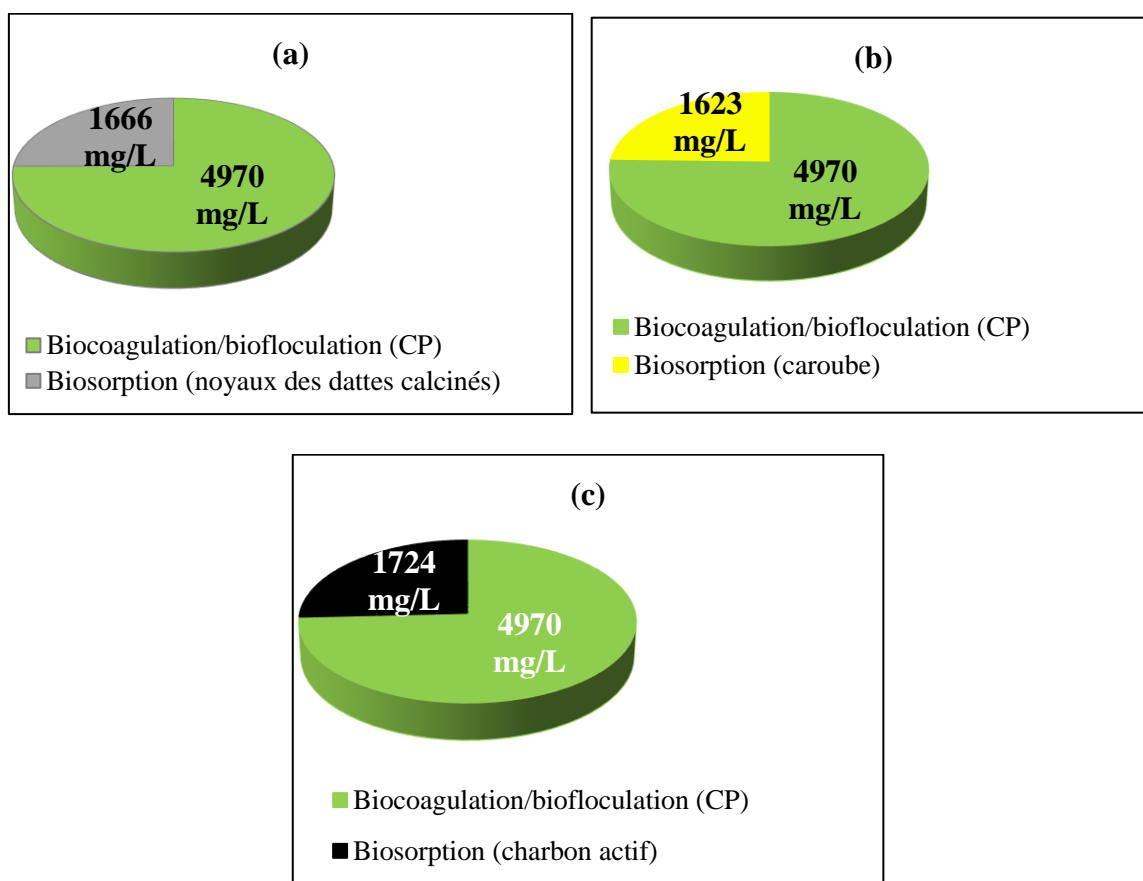 (a)
1666
mg/L
4970
mg/L
Biocoagulation/biofloculation (CP)
Biosorption (noyaux des dattes calcinés)
(b)
1623
mg/L
4970
mg/L
Biocoagulation/biofloculation (CP)
Biosorption (caroube)
(c)
1724
mg/L
4970
mg/L
Biocoagulation/biofloculation (CP)
Biosorption (charbon actif)